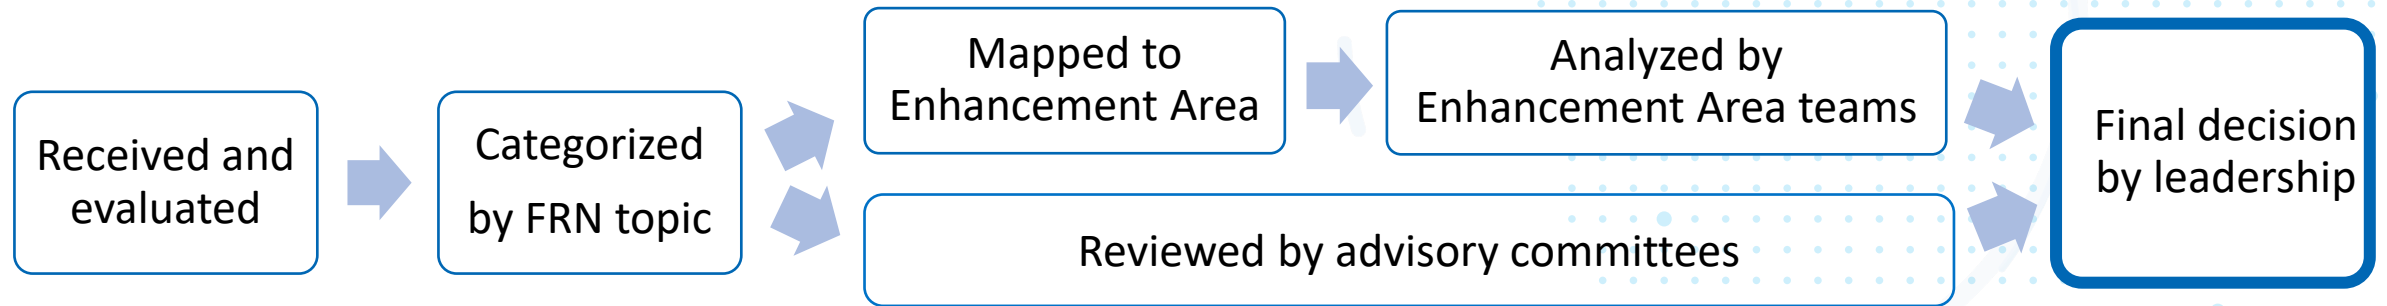 Received and
evaluated
Categorized
by FRN topic
Mapped to
Enhancement Area
Analyzed by
Enhancement Area teams
Reviewed by advisory committees
Final decision
by leadership